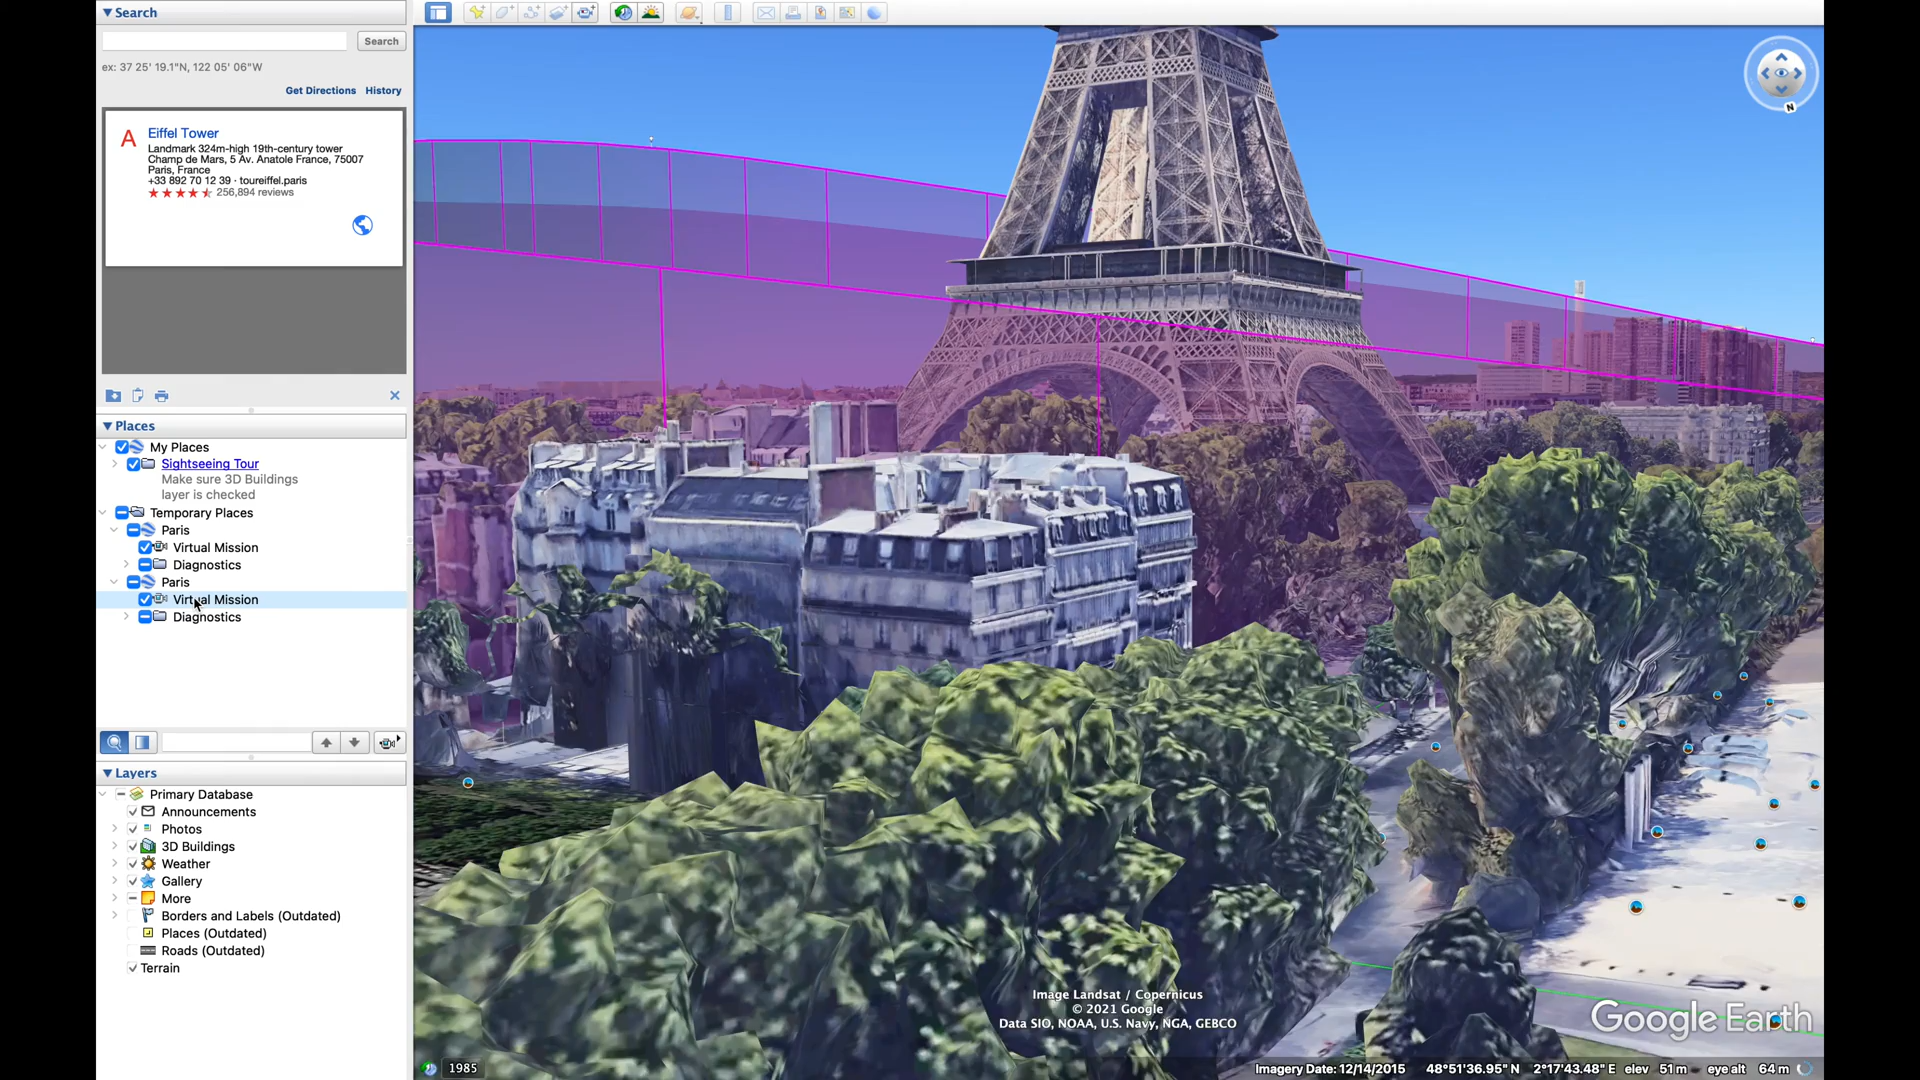 Search
Search
ex: 37 25' 19.1"N, 122 05' 06"W
Get Directions History
A Eiffel Tower
Landmark 324m-high 19th-century tower
Champ de Mars, 5 Av. Anatole France, 75007
Paris, France
+33 892 70 12 39 · toureiffel.paris
256,894 reviews
Places
My Places
Sightseeing Tour
Make sure 3D Buildings
layer is checked
Temporary Places
Paris
Virtual Mission
Diagnostics
Paris
Virtual Mission
Diagnostics
Layers
Primary Database
Announcements
Photos
3D Buildings
Weather
Gallery
More
Borders and Labels (Outdated)
Places (Outdated)
Roads (Outdated)
Terrain
N
Image Landsat / Copernicus
© 2021 Google
Data SIO, NOAA, U.S. Navy, NGA, GEBCO
Google Earth
1985
Imagery Date: 12/14/2015 48°51'36.95" N 2°17'43.48" E elev 51 m eye alt 64 m